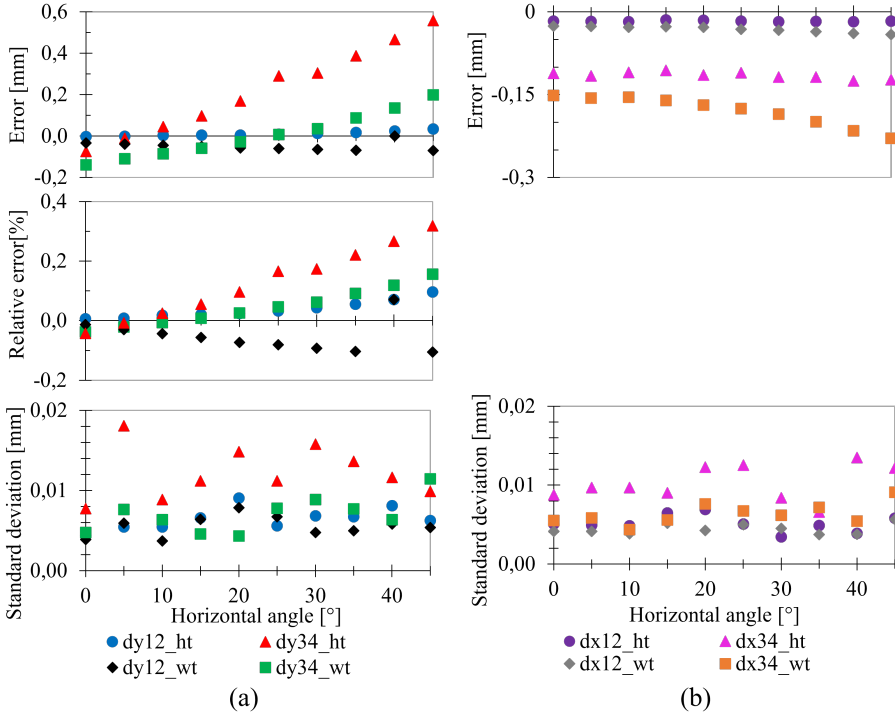 Error [mm]
0,6
0,4
0,2
0,0
-0,2
Relative error[%]
0,4
0,2
0,0
-0,2
Standard deviation [mm]
0,02
0,01
0,00
0
10
20
30
40
Horizontal angle [°]
dy12_ht
dy34_ht
dy12_wt
dy34_wt
(a)
Error [mm]
0
-0,15
-0,3
Standard deviation [mm]
0,02
0,01
0,00
0
10
20
30
40
Horizontal angle [°]
dx12_ht
dx34_ht
dx12_wt
dx34_wt
(b)